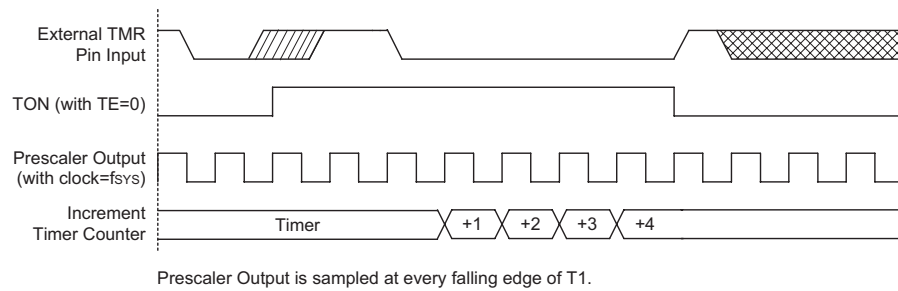 External TMR
Pin Input
TON (with TE=0)
Prescaler Output
(with clock=fSYS)
Increment
Timer Counter
Timer
+1
+2
+3
+4
Prescaler Output is sampled at every falling edge of T1.